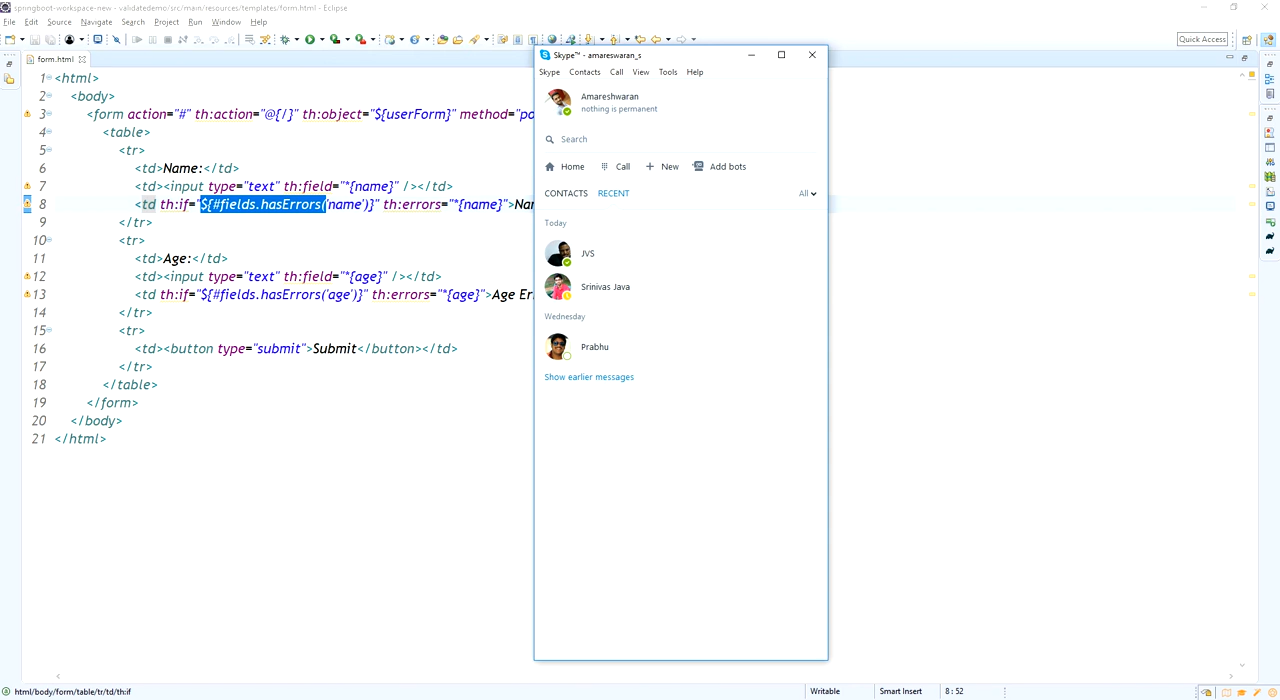 springboot-workspace-new - validatedemo/src/main/resources/templates/form.html - Eclipse
File Edit Source Navigate Search Project Run Window Help
Quick Access
form.html
1 <html>
2 <body>
3 <form action="#" th:action="@{/}" th:object="${userForm}" method="po
4 <table>
5 <tr>
6 <td>Name:</td>
7 <td><input type="text" th:field="*{name}" /></td>
8 <td th:if="${#fields.hasErrors('name')}" th:errors="*{name}">Nan
9 </tr>
10 <tr>
11 <td>Age:</td>
12 <td><input type="text" th:field="*{age}" /></td>
13 <td th:if="${#fields.hasErrors('age')}" th:errors="*{age}">Age Er
14 </tr>
15 <tr>
16 <td><button type="submit">Submit</button></td>
17 </tr>
18 </table>
19 </form>
20 </body>
21 </html>
Skype™ - amareswaran_s
Skype Contacts Call View Tools Help
Amareshwaran
nothing is permanent
Search
Home Call New Add bots
CONTACTS RECENT All
Today
JVS
Srinivas Java
Wednesday
Prabhu
Show earlier messages
html/body/form/table/tr/td/th:if Writable Smart Insert 8 : 52